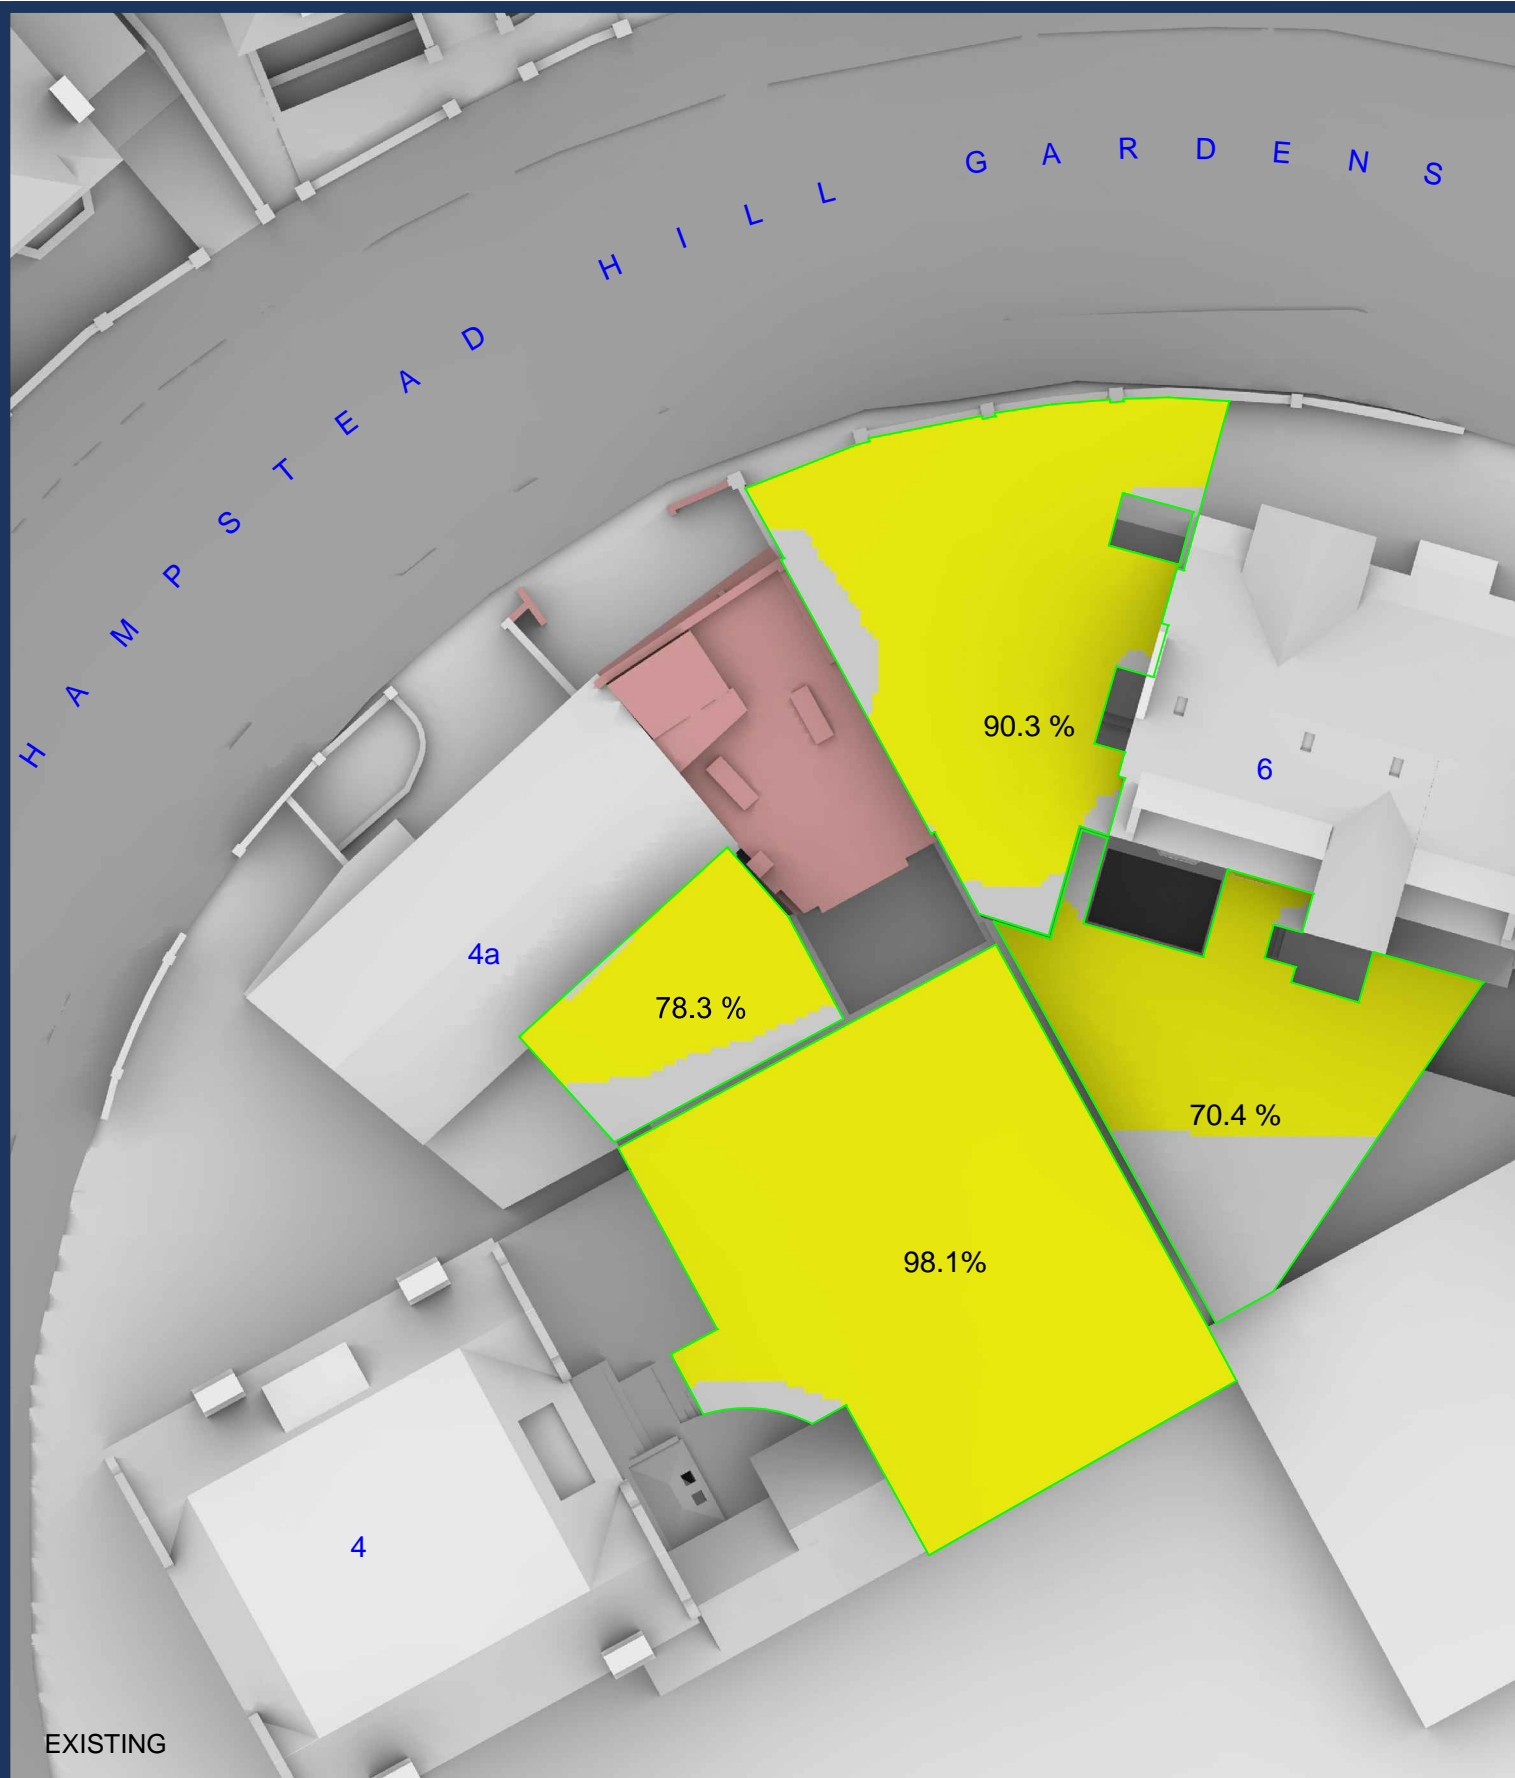 HAMPSTEAD HILL GARDENS
90.3 %
6
4a
78.3 %
70.4 %
98.1%
4
EXISTING